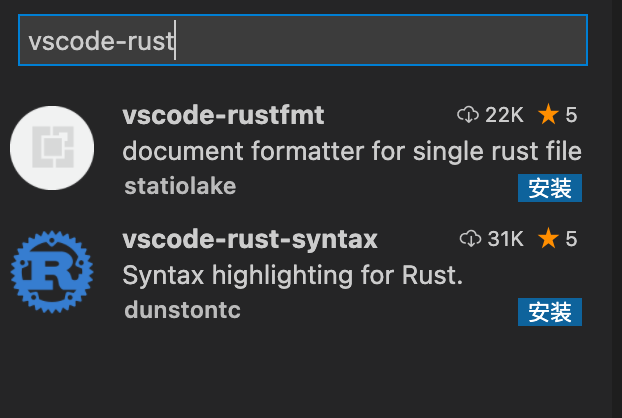 vscode-rust
vscode-rustfmt 22K 5
document formatter for single rust file
statiolake 安装
vscode-rust-syntax 31K 5
Syntax highlighting for Rust.
dunstontc 安装